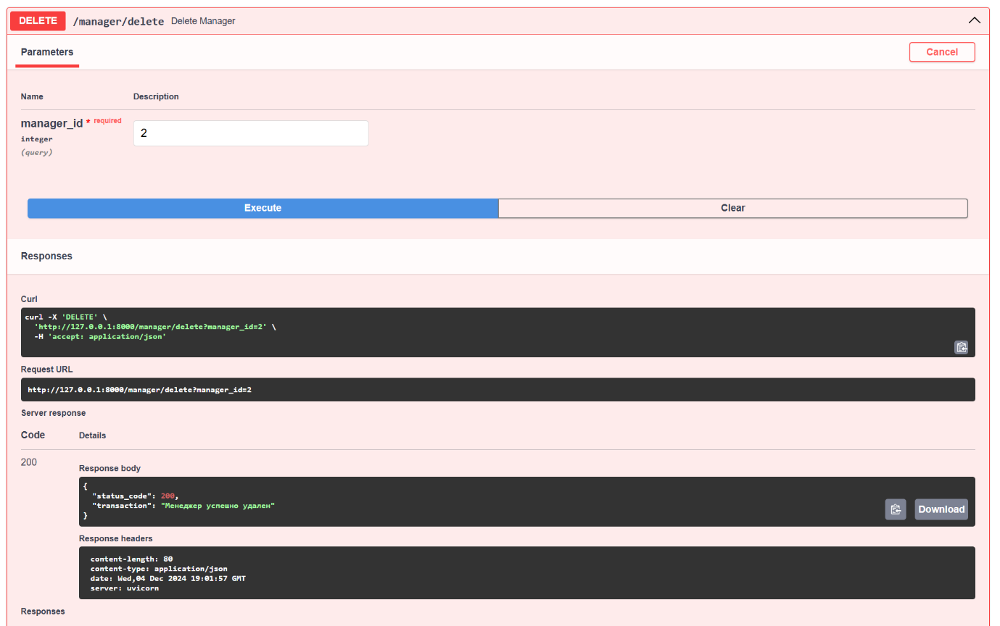 DELETE /manager/delete Delete Manager
Parameters
Cancel
Name Description
manager_id * required
integer
(query)
2
Execute
Clear
Responses
Curl
curl -X 'DELETE' \
  'http://127.0.0.1:8000/manager/delete?manager_id=2' \
  -H 'accept: application/json'
Request URL
http://127.0.0.1:8000/manager/delete?manager_id=2
Server response
Code Details
200
Response body
{
  "status_code": 200,
  "transaction": "Менеджер успешно удален"
}
Download
Response headers
content-length: 80
content-type: application/json
date: Wed,04 Dec 2024 19:01:57 GMT
server: uvicorn
Responses